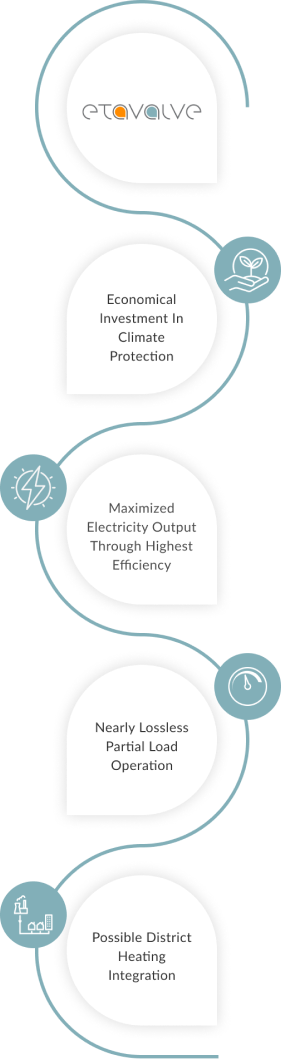 etavalve
Economical
Investment In
Climate
Protection
Maximized
Electricity Output
Through Highest
Efficiency
Nearly Lossless
Partial Load
Operation
Possible District
Heating
Integration